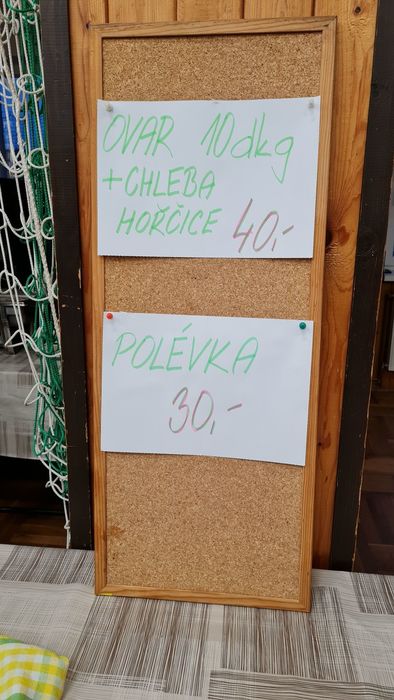 OVAR 10dkg
+CHLEBA
HOŘČICE 40,-
POLÉVKA
30,-